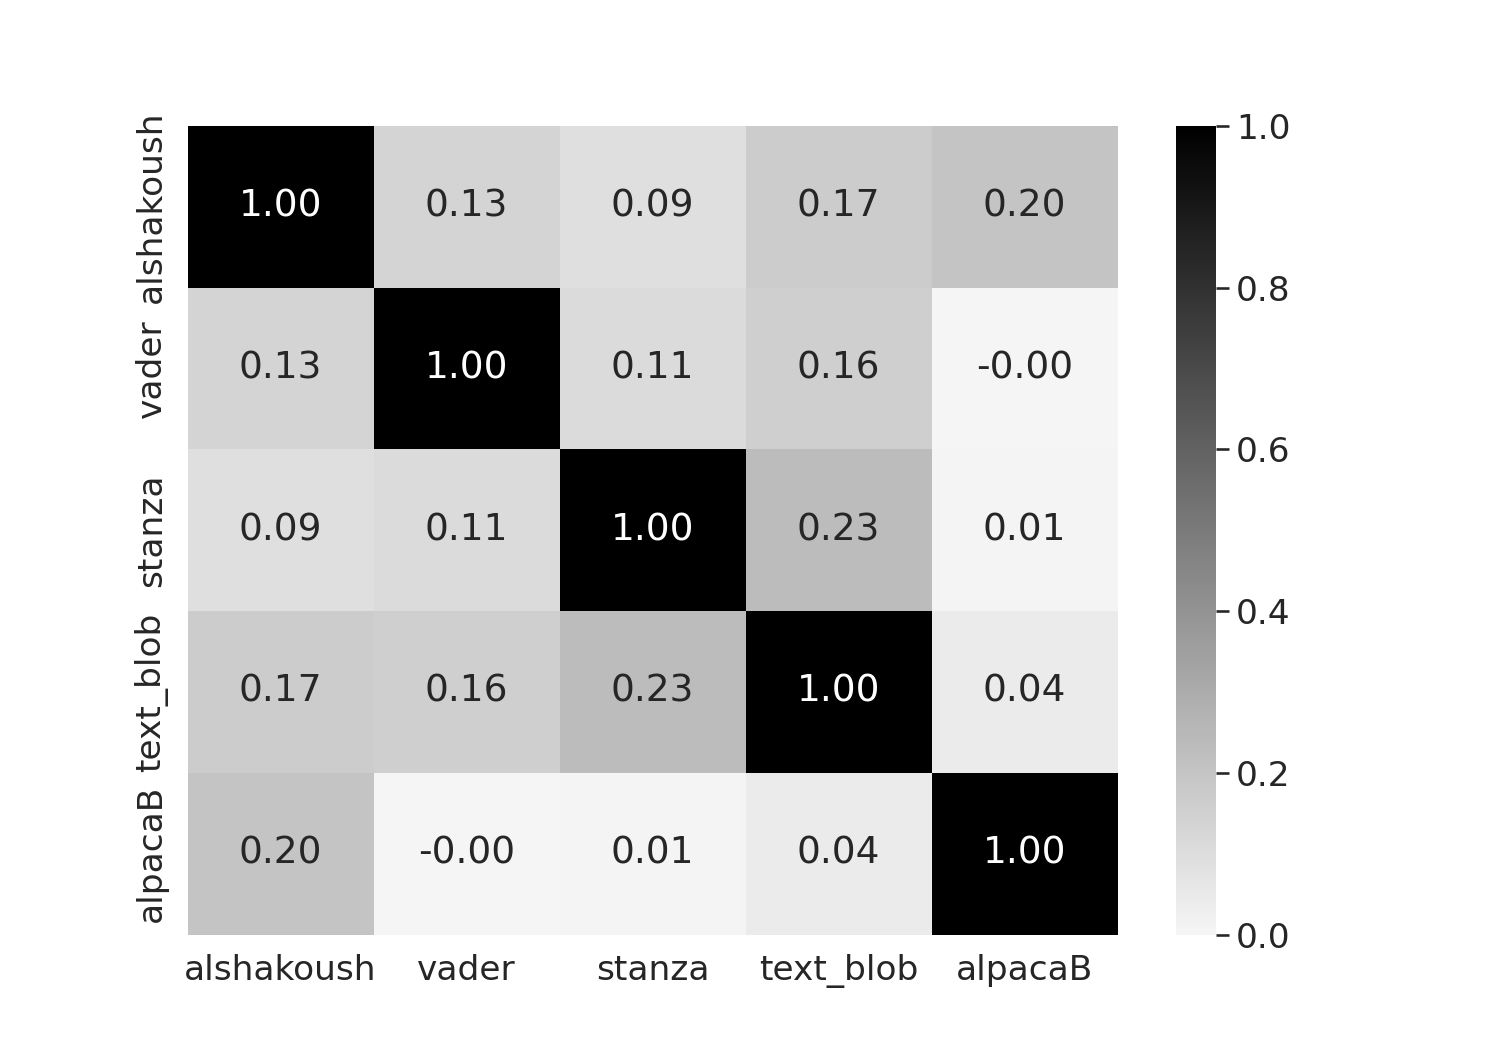 alshakoush 1.00 0.13 0.09 0.17 0.20
vader 0.13 1.00 0.11 0.16 -0.00
stanza 0.09 0.11 1.00 0.23 0.01
text_blob 0.17 0.16 0.23 1.00 0.04
alpacaB 0.20 -0.00 0.01 0.04 1.00
alshakoush vader stanza text_blob alpacaB
1.0
0.8
0.6
0.4
0.2
0.0